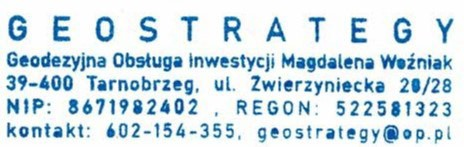 GEOSTRATEGY
Geodezyjna Obsługa Inwestycji Magdalena Woźniak
39-400 Tarnobrzeg, ul. Zwierzyniecka 20/28
NIP: 8671982402 , REGON: 522581323
kontakt: 602-154-355, geostrategy@op.pl